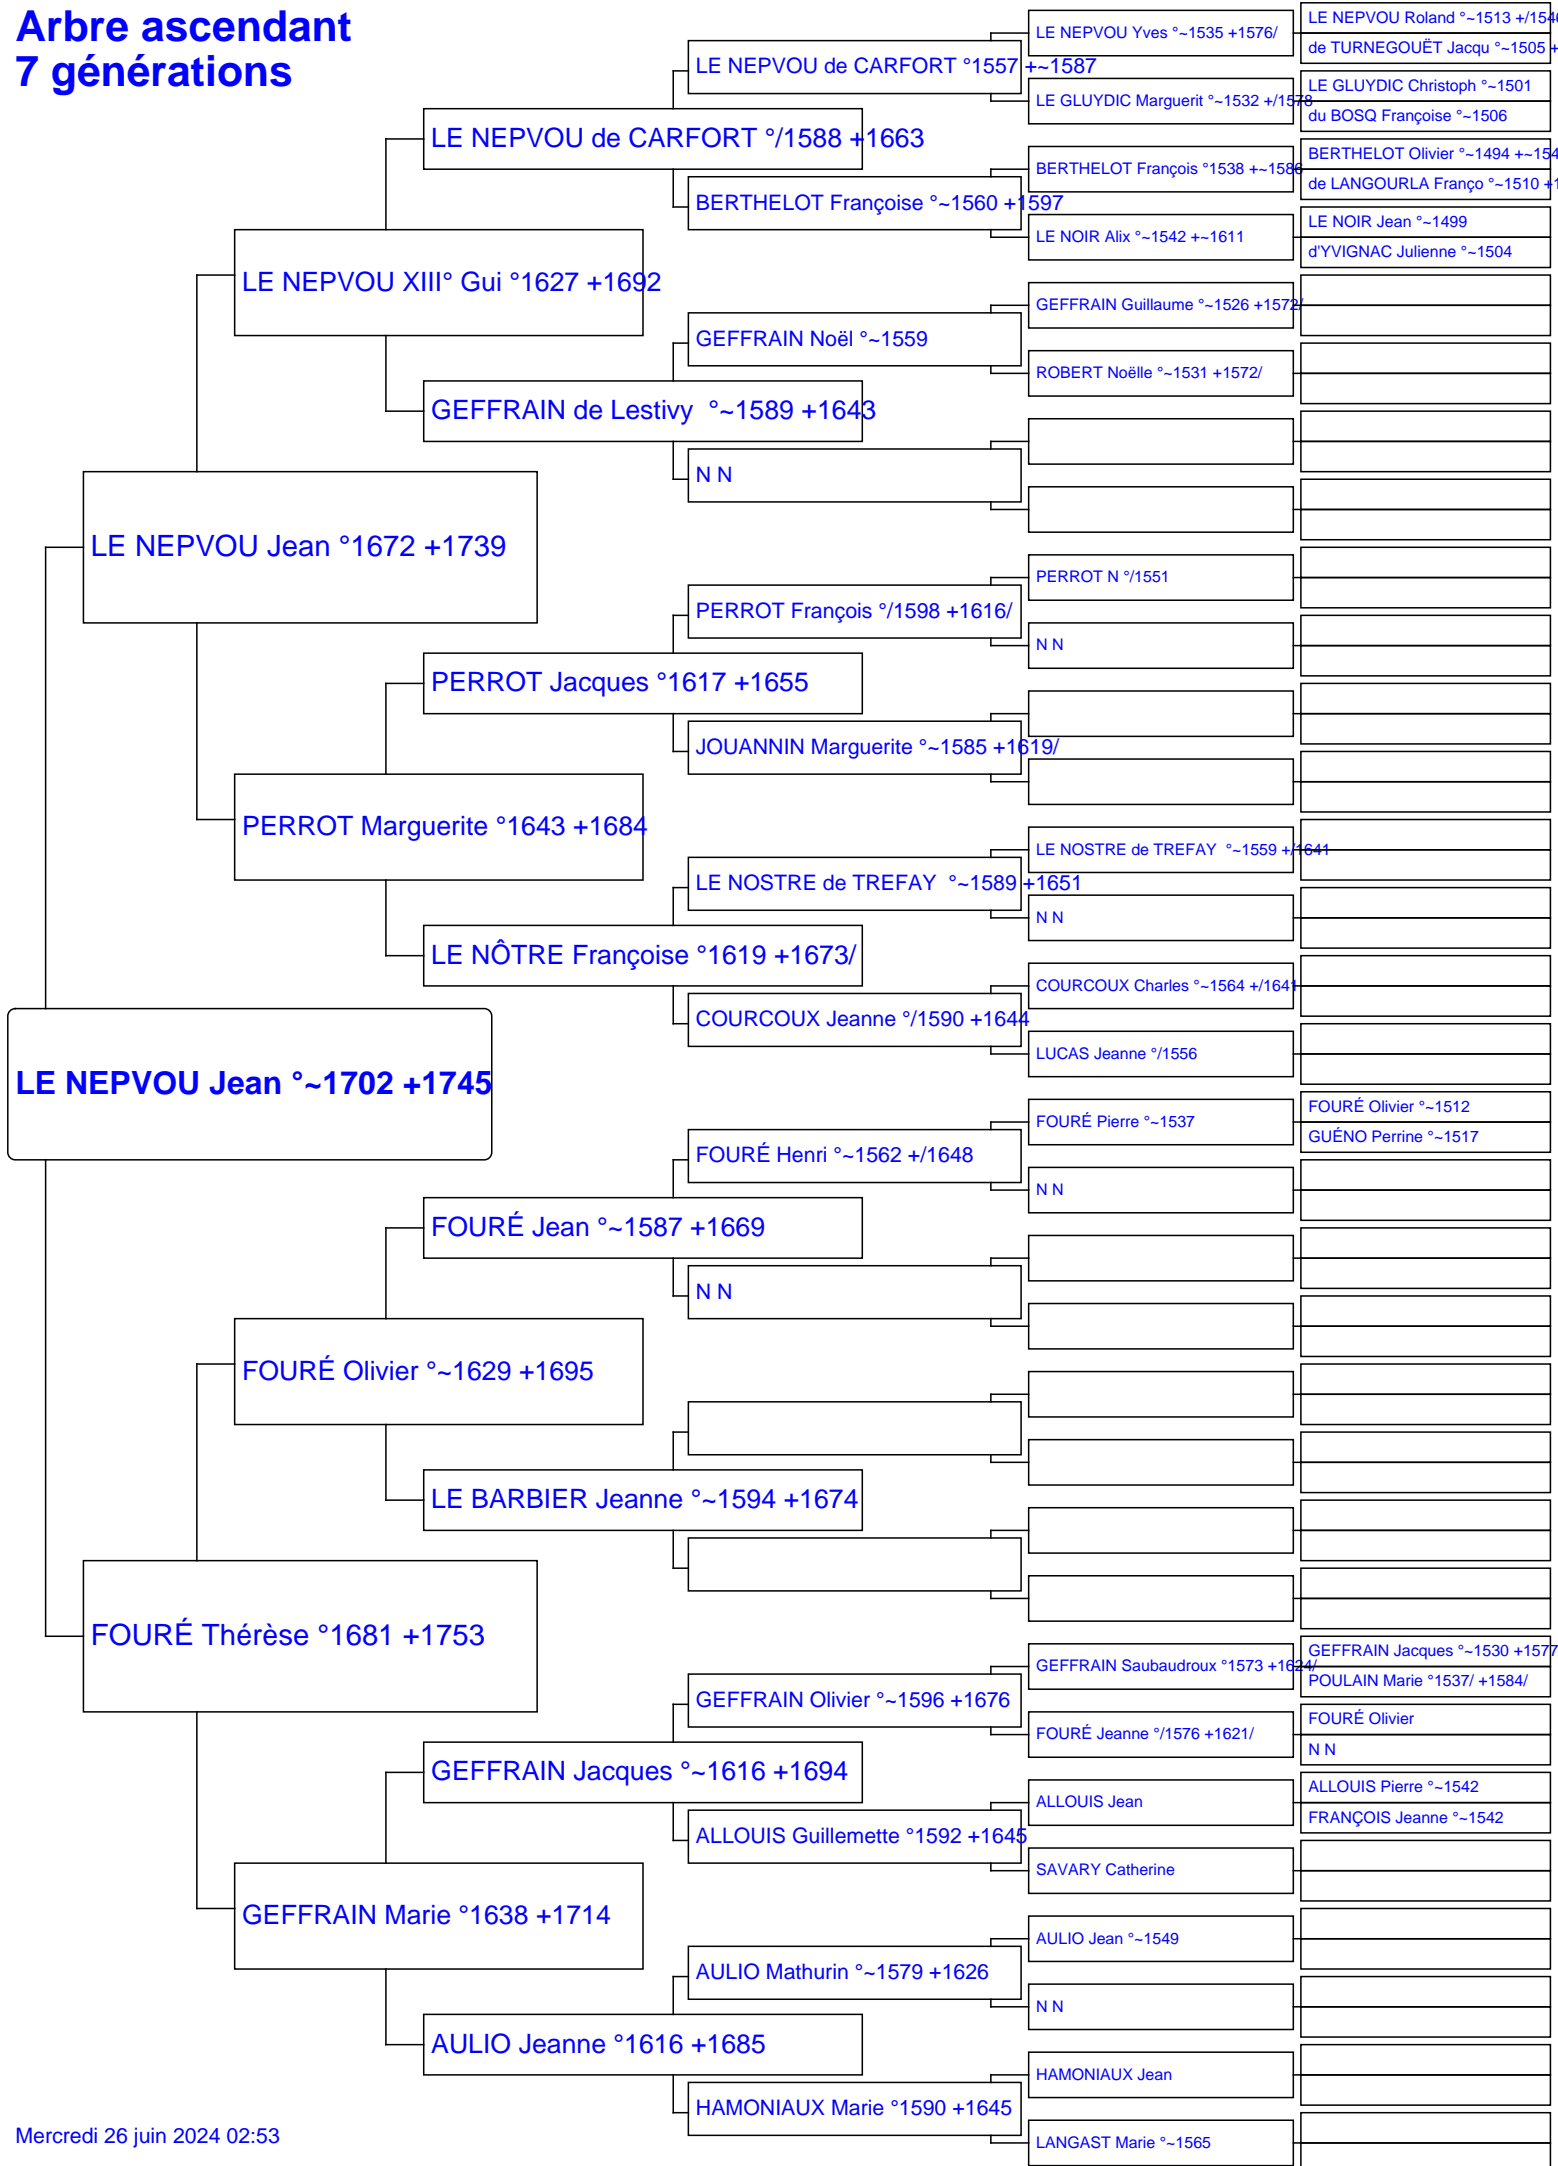 Arbre ascendant
7 générations
LE NEPVOU Jean °~1702 +1745
LE NEPVOU Jean °1672 +1739
FOURÉ Thérèse °1681 +1753
LE NEPVOU XIII° Gui °1627 +1692
PERROT Marguerite °1643 +1684
FOURÉ Olivier °~1629 +1695
GEFFRAIN Marie °1638 +1714
LE NEPVOU de CARFORT °/1588 +1663
GEFFRAIN de Lestivy °~1589 +1643
PERROT Jacques °1617 +1655
LE NÔTRE Françoise °1619 +1673/
FOURÉ Jean °~1587 +1669
LE BARBIER Jeanne °~1594 +1674
GEFFRAIN Jacques °~1616 +1694
AULIO Jeanne °1616 +1685
LE NEPVOU de CARFORT °1557 +~1587
BERTHELOT Françoise °~1560 +1597
GEFFRAIN Noël °~1559
N N
PERROT François °/1598 +1616/
JOUANNIN Marguerite °~1585 +1619/
LE NOSTRE de TREFAY °~1589 +1651
COURCOUX Jeanne °/1590 +1644
FOURÉ Henri °~1562 +/1648
N N
GEFFRAIN Olivier °~1596 +1676
ALLOUIS Guillemette °1592 +1645
AULIO Mathurin °~1579 +1626
HAMONIAUX Marie °1590 +1645
LE NEPVOU Yves °~1535 +1576/
LE GLUYDIC Marguerit °~1532 +/1578
BERTHELOT François °1538 +~1586
LE NOIR Alix °~1542 +~1611
GEFFRAIN Guillaume °~1526 +1572/
ROBERT Noëlle °~1531 +1572/
PERROT N °/1551
N N
LE NOSTRE de TREFAY °~1559 +/1641
N N
COURCOUX Charles °~1564 +/1641
LUCAS Jeanne °/1556
FOURÉ Pierre °~1537
N N
GEFFRAIN Saubaudroux °1573 +1624/
FOURÉ Jeanne °/1576 +1621/
ALLOUIS Jean
SAVARY Catherine
AULIO Jean °~1549
N N
HAMONIAUX Jean
LANGAST Marie °~1565
LE NEPVOU Roland °~1513 +/1546
de TURNEGOUËT Jacqu °~1505 +
LE GLUYDIC Christoph °~1501
du BOSQ Françoise °~1506
BERTHELOT Olivier °~1494 +~154
de LANGOURLA Franço °~1510 +1
LE NOIR Jean °~1499
d'YVIGNAC Julienne °~1504
FOURÉ Olivier °~1512
GUÉNO Perrine °~1517
GEFFRAIN Jacques °~1530 +1577
POULAIN Marie °1537/ +1584/
FOURÉ Olivier
N N
ALLOUIS Pierre °~1542
FRANÇOIS Jeanne °~1542
Mercredi 26 juin 2024 02:53